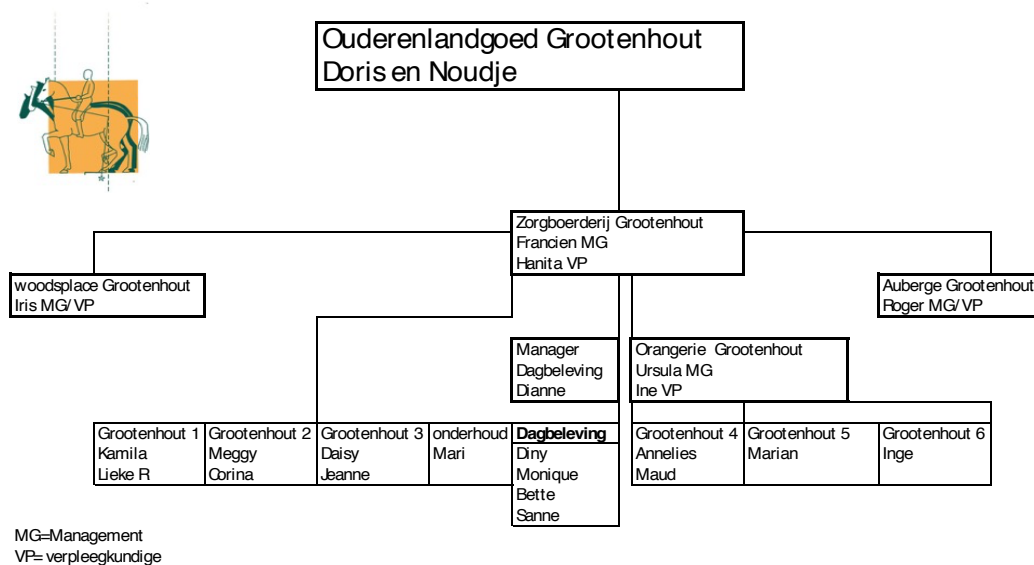 Ouderenlandgoed Grootenhout
Doris en Noudje
Zorgboerderij Grootenhout
Francien MG
Hanita VP
woodsplace Grootenhout
Iris MG/VP
Auberge Grootenhout
Roger MG/VP
Manager
Dagbeleving
Dianne
Orangerie Grootenhout
Ursula MG
Ine VP
Grootenhout 1
Kamila
Lieke R
Grootenhout 2
Meggy
Corina
Grootenhout 3
Daisy
Jeanne
onderhoud
Mari
Dagbeleving
Diny
Monique
Bette
Sanne
Grootenhout 4
Annelies
Maud
Grootenhout 5
Marian
Grootenhout 6
Inge
MG=Management
VP= verpleegkundige